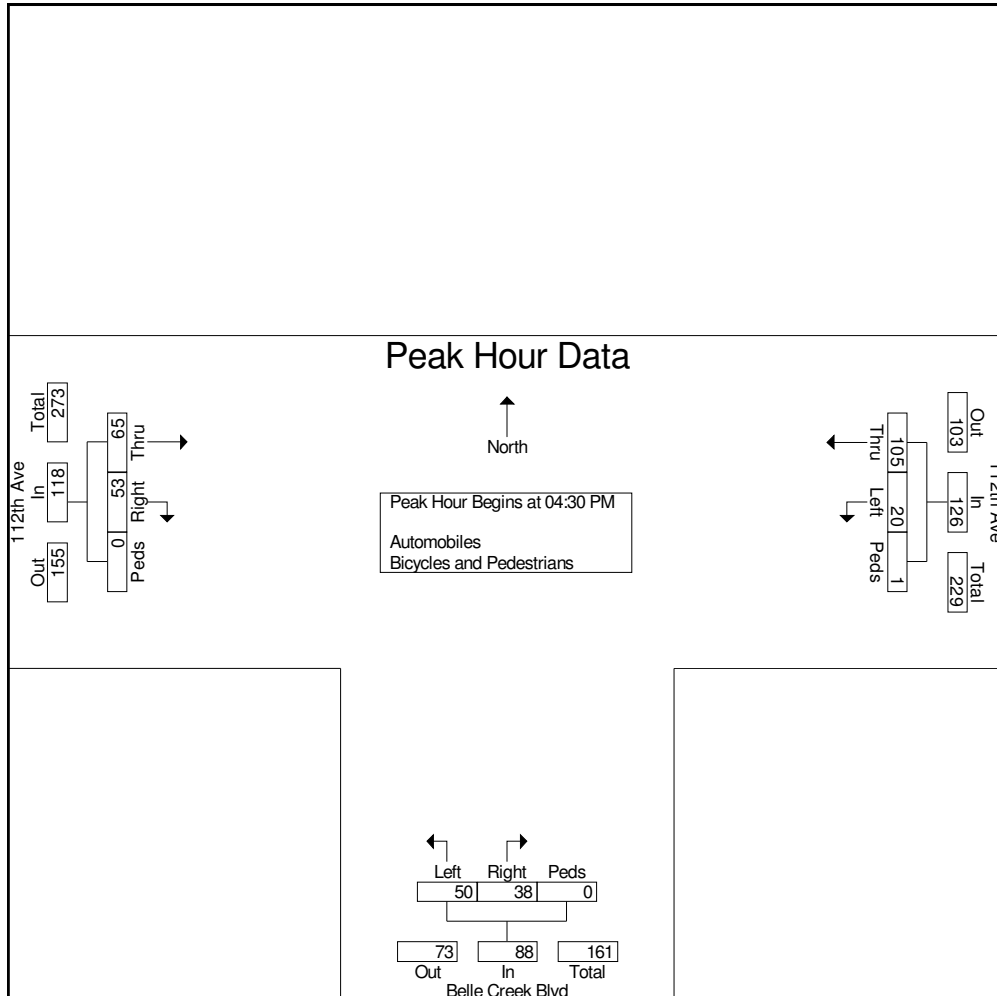 Peak Hour Data
North
Peak Hour Begins at 04:30 PM
Automobiles
Bicycles and Pedestrians
112th Ave
Total In Out
273 118 155
65 53 0
Thru Right Peds
Thru Left Peds
105 20 1
103 126 229
Out In Total
112th Ave
Left Right Peds
50 38 0
73 88 161
Out In Total
Belle Creek Blvd